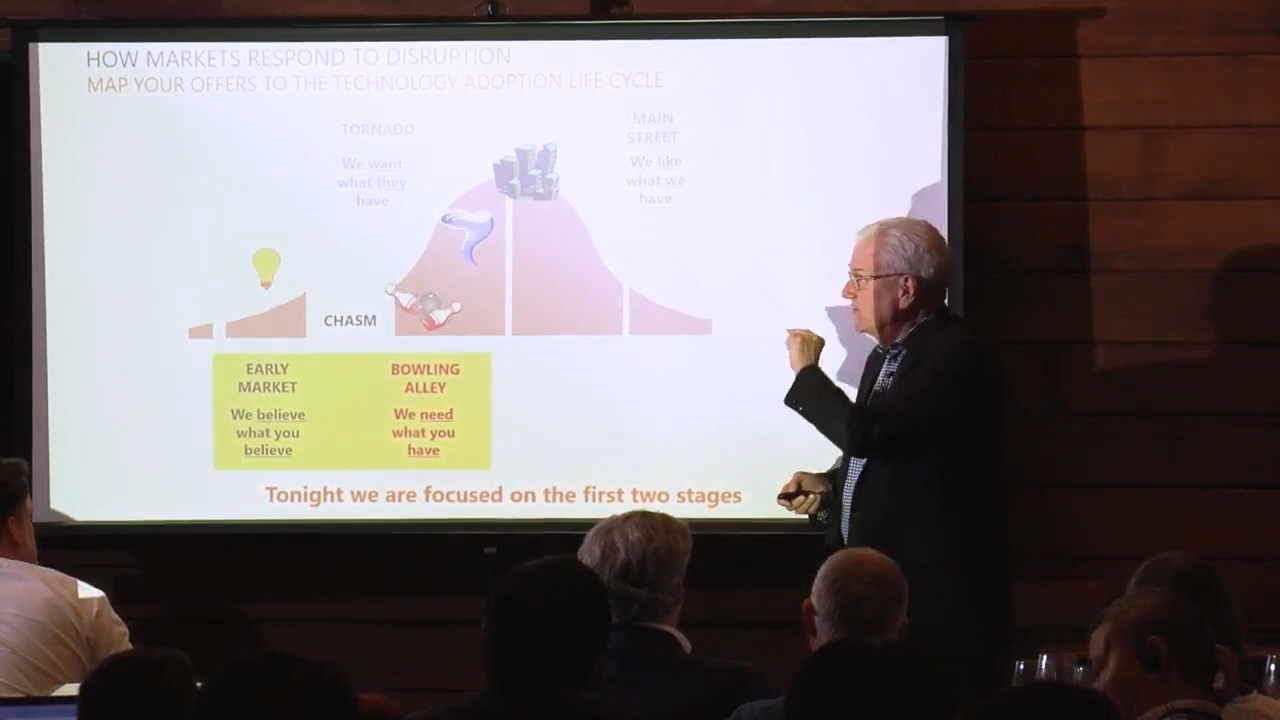 HOW MARKETS RESPOND TO DISRUPTION
MAP YOUR OFFERS TO THE TECHNOLOGY ADOPTION LIFE CYCLE
TORNADO
We want
what they
have
MAIN
STREET
We like
what we
have
CHASM
EARLY
MARKET
We believe
what you
believe
BOWLING
ALLEY
We need
what you
have
Tonight we are focused on the first two stages